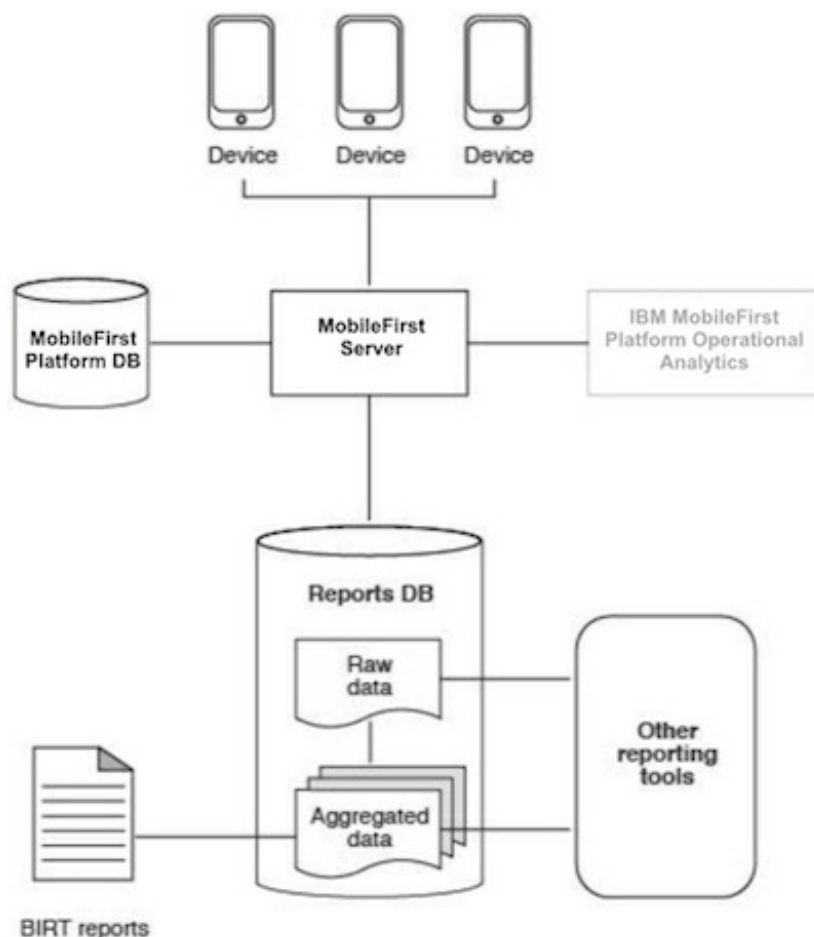 Device
Device
Device
MobileFirst
Platform DB
MobileFirst
Server
IBM MobileFirst
Platform Operational
Analytics
Reports DB
Raw
data
Other
reporting
tools
Aggregated
data
BIRT reports